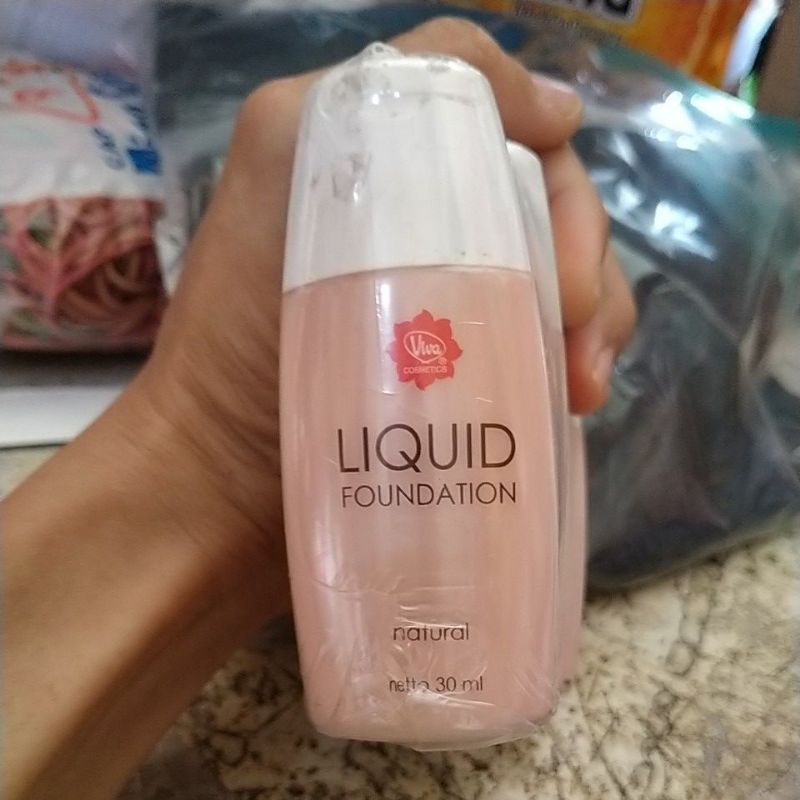 Viva
COSMETICS
LIQUID
FOUNDATION
natural
netto 30 ml